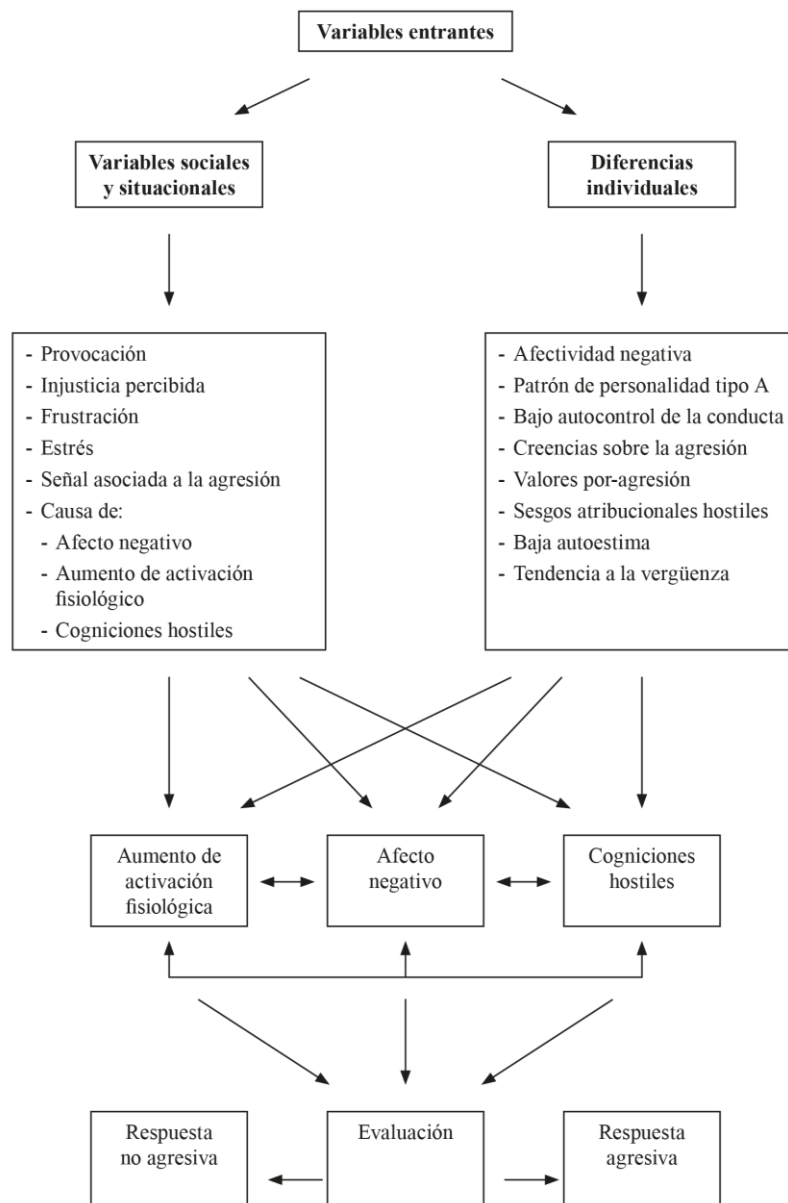 Variables entrantes
Variables sociales
y situacionales
Diferencias
individuales
- Provocación
- Injusticia percibida
- Frustración
- Estrés
- Señal asociada a la agresión
- Causa de:
- Afecto negativo
- Aumento de activación
fisiológico
- Cogniciones hostiles
- Afectividad negativa
- Patrón de personalidad tipo A
- Bajo autocontrol de la conducta
- Creencias sobre la agresión
- Valores por-agresión
- Sesgos atribucionales hostiles
- Baja autoestima
- Tendencia a la vergüenza
Aumento de
activación
fisiológica
Afecto
negativo
Cogniciones
hostiles
Respuesta
no agresiva
Evaluación
Respuesta
agresiva